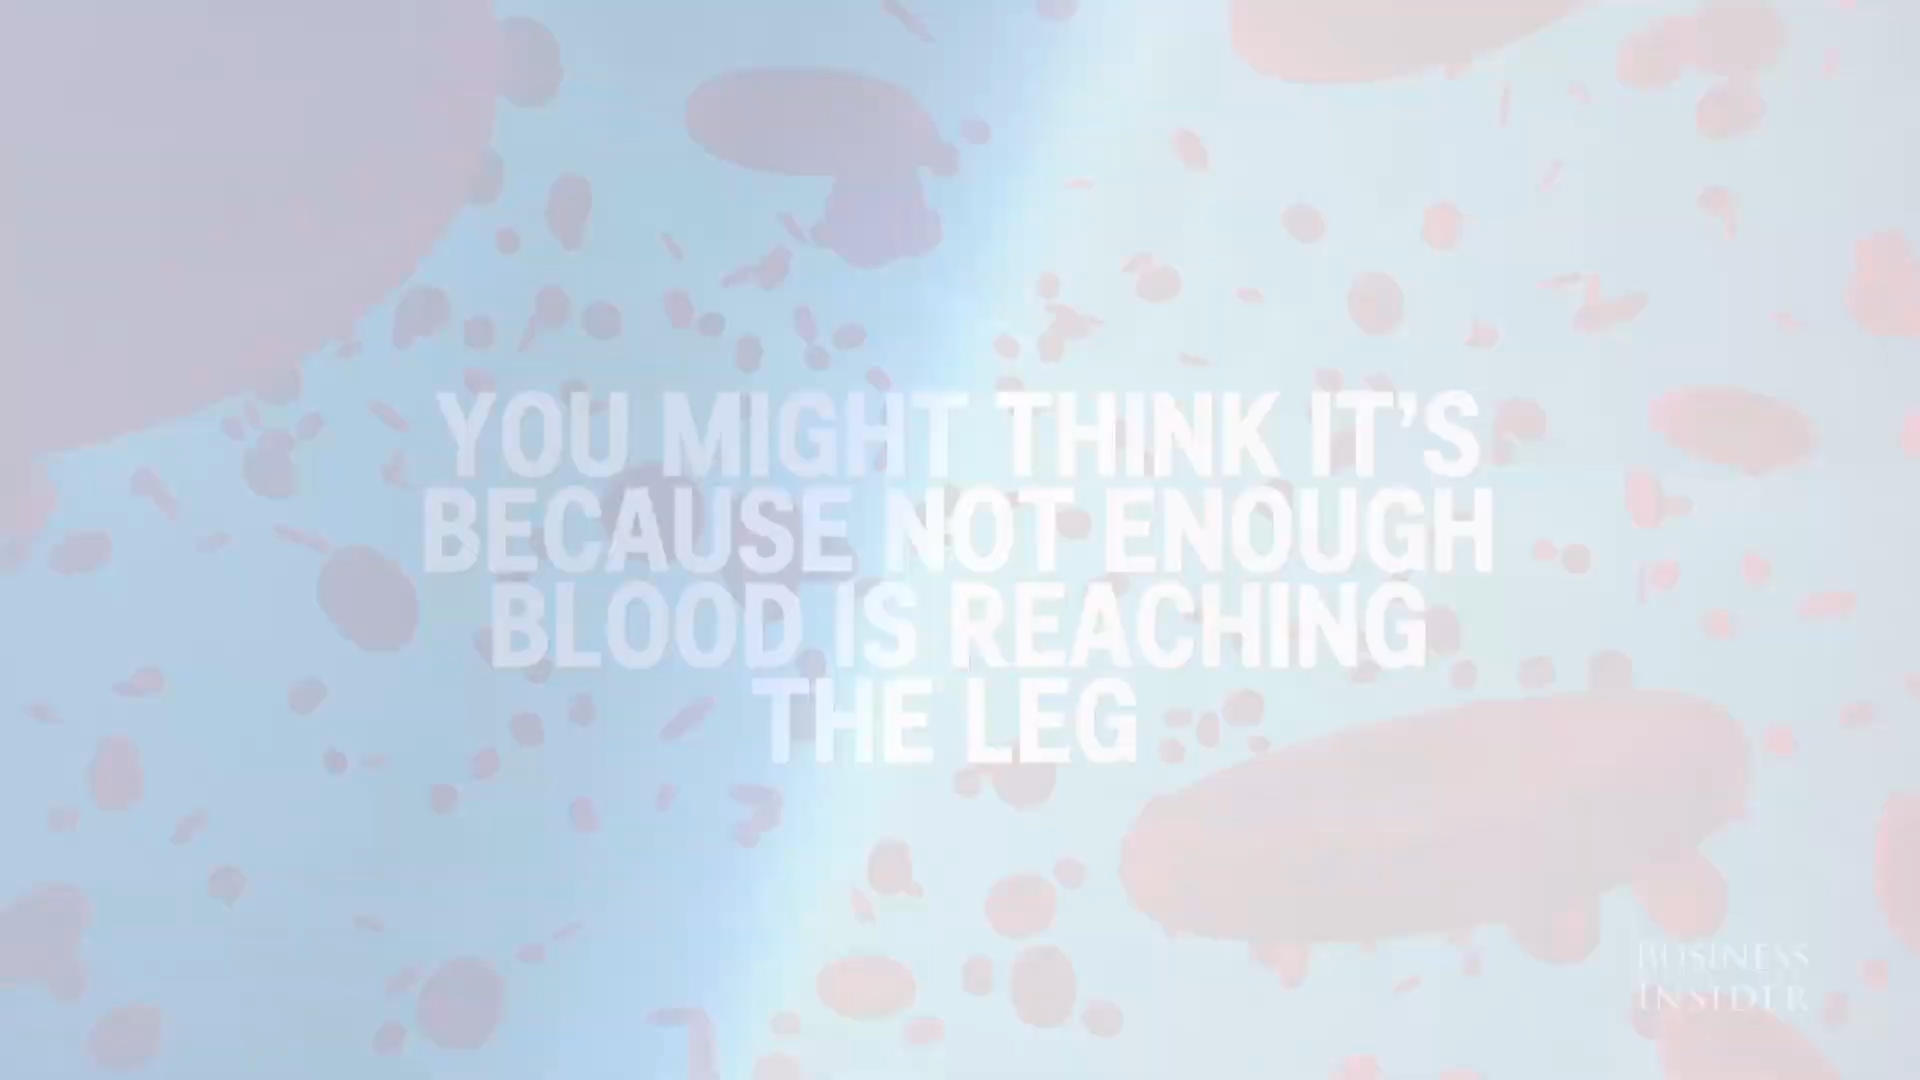 YOU MIGHT THINK IT'S
BECAUSE NOT ENOUGH
BLOOD IS REACHING
THE LEG
BUSINESS
INSIDER